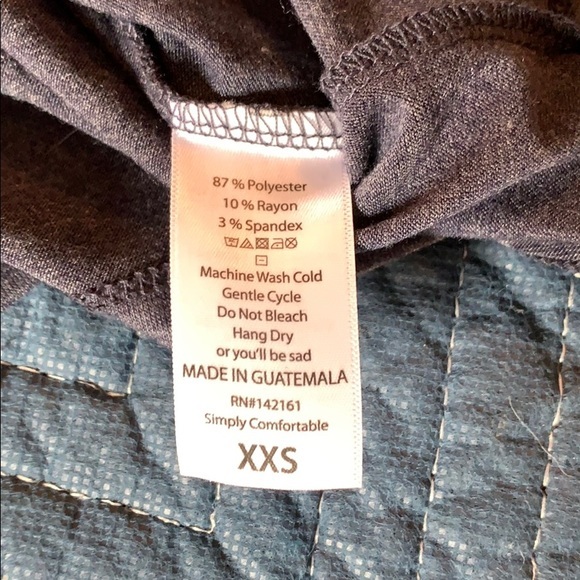 87 % Polyester
10 % Rayon
3 % Spandex
Machine Wash Cold
Gentle Cycle
Do Not Bleach
Hang Dry
or you'll be sad
MADE IN GUATEMALA
RN#142161
Simply Comfortable
XXS